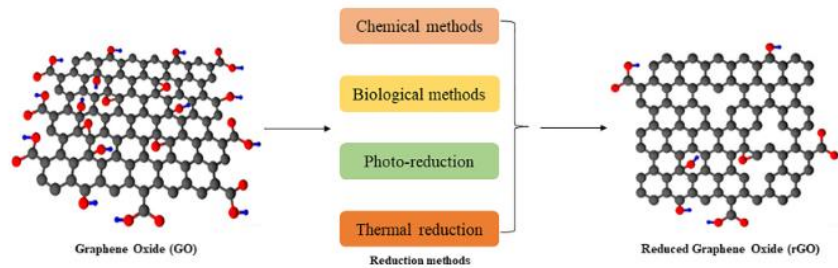 Chemical methods
Biological methods
Photo-reduction
Thermal reduction
Graphene Oxide (GO)
Reduction methods
Reduced Graphene Oxide (rGO)